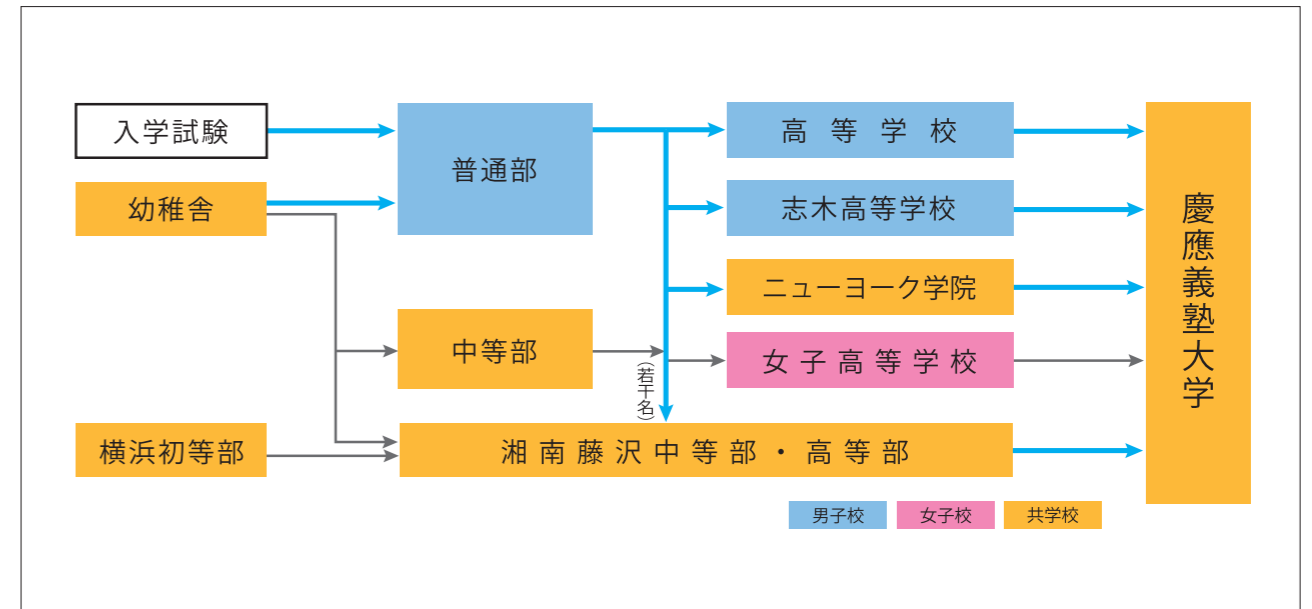 入学試験
幼稚舎
横浜初等部
普通部
中等部
(若干名)
高等学校
志木高等学校
ニューヨーク学院
女子高等学校
湘南藤沢中等部・高等部
慶應義塾大学
男子校
女子校
共学校